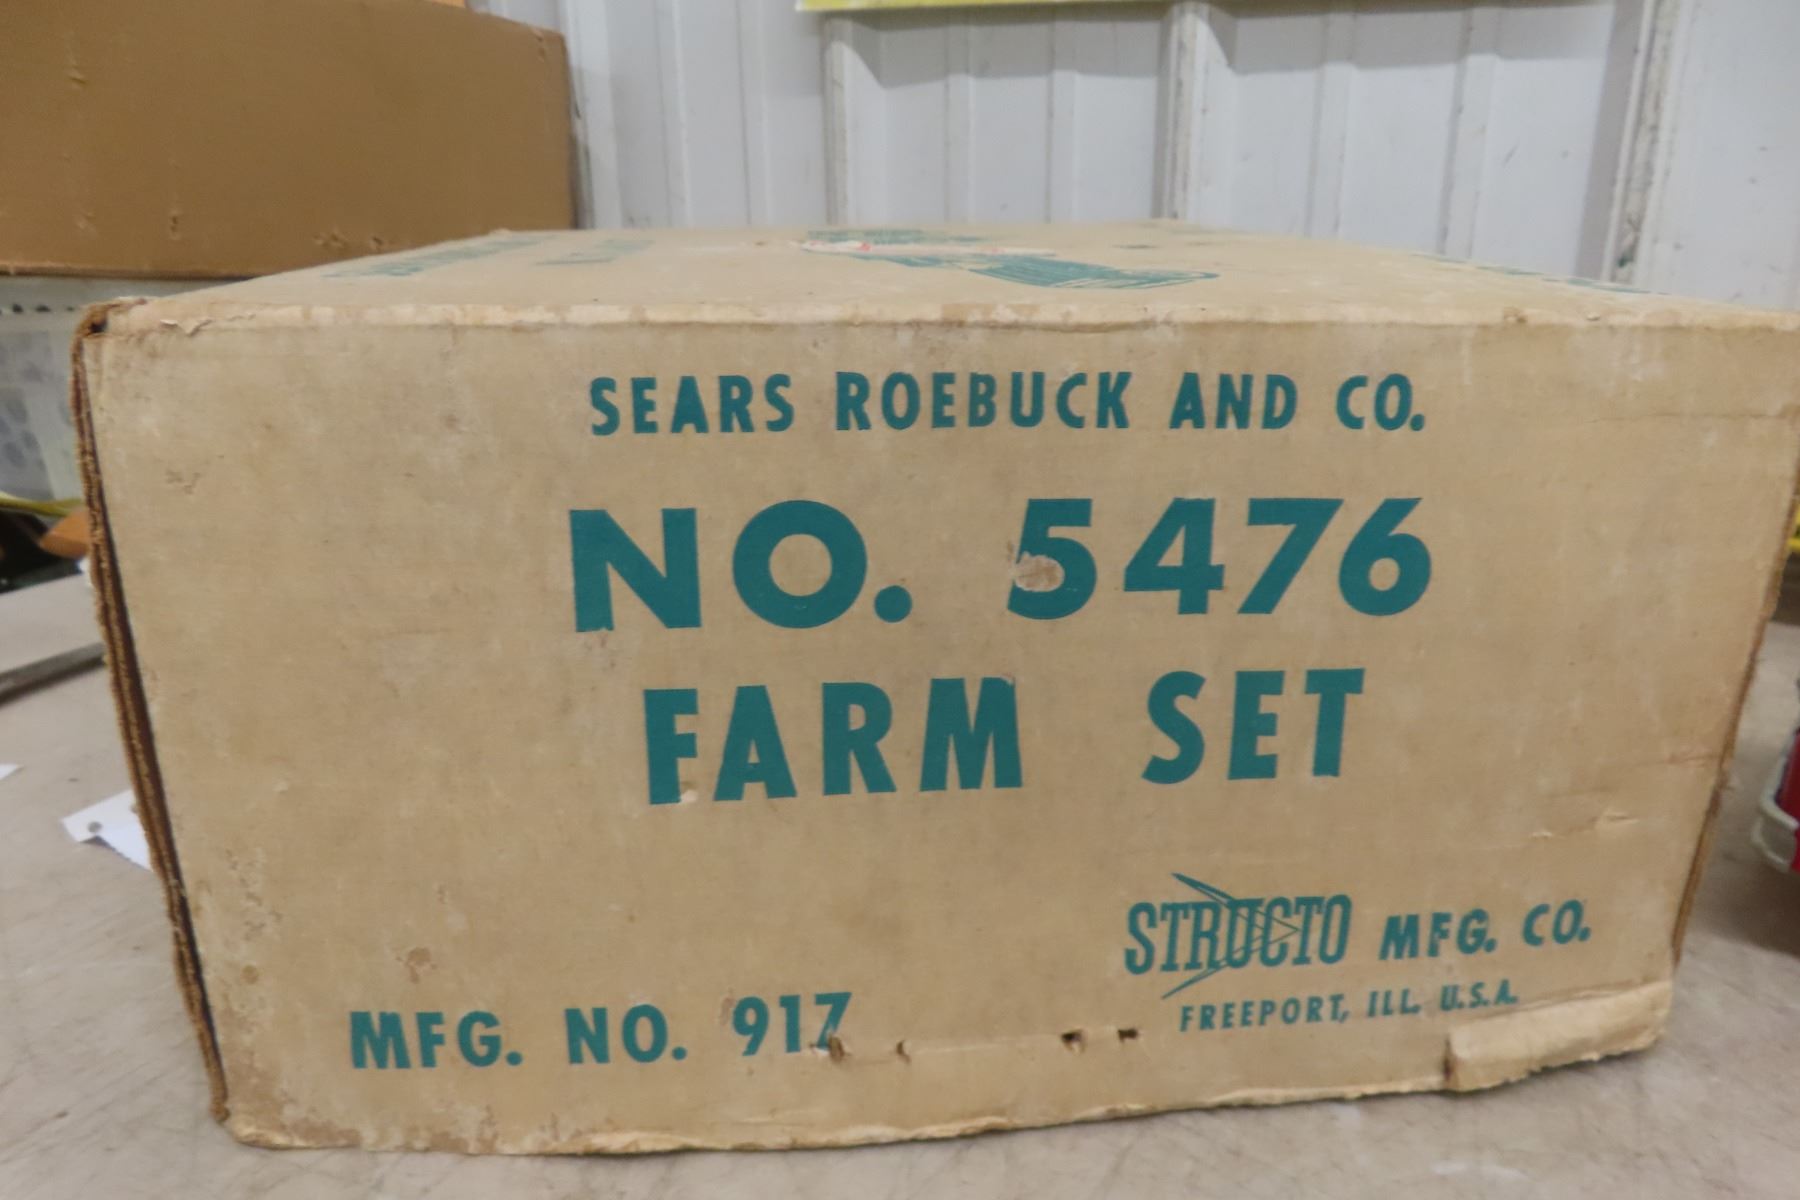 SEARS ROEBUCK AND CO.
NO. 5476
FARM SET
STRUCTO MFG. CO.
FREEPORT, ILL. U.S.A.
MFG. NO. 917